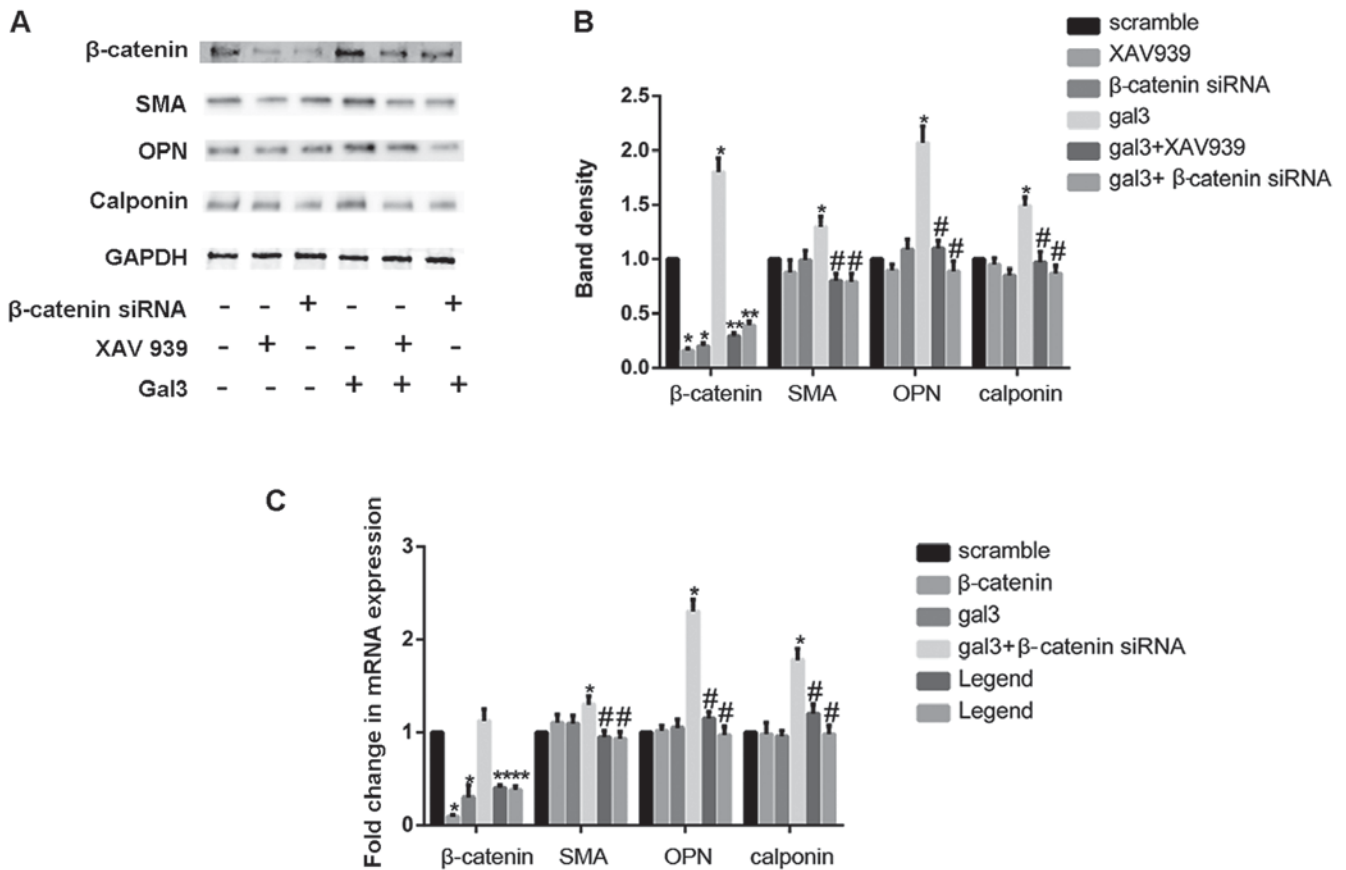 A
β-catenin
SMA
OPN
Calponin
GAPDH
β-catenin siRNA - - + - - +
XAV 939 - + - - + -
Gal3 - - - + + +
B
scramble
XAV939
β-catenin siRNA
gal3
gal3+XAV939
gal3+ β-catenin siRNA
Band density
2.5
2.0
1.5
1.0
0.5
0.0
* * * ** **
* # #
* # #
* # #
β-catenin SMA OPN calponin
C
scramble
β-catenin
gal3
gal3+β-catenin siRNA
Legend
Legend
Fold change in mRNA expression
3
2
1
0
* * ****
* # #
* # #
* # #
β-catenin SMA OPN calponin